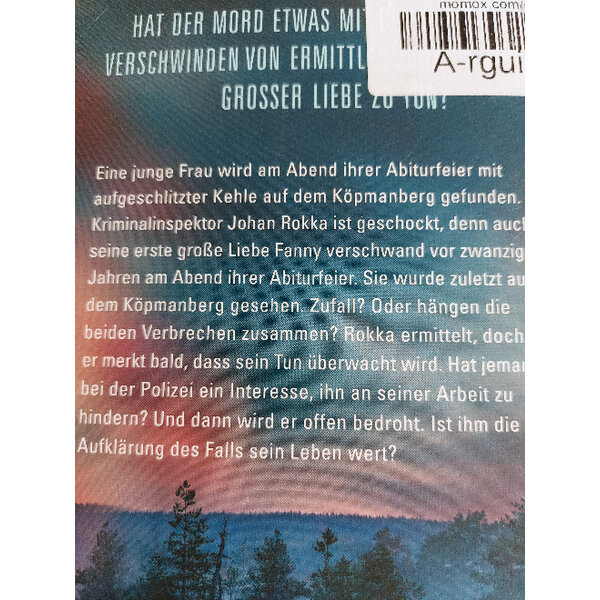 momox.com/
HAT DER MORD ETWAS MIT
A-rgui
VERSCHWINDEN VON ERMITTL
GROSSER LIEBE ZU TUN?
Eine junge Frau wird am Abend ihrer Abiturfeier mit
aufgeschlitzter Kehle auf dem Köpmanberg gefunden.
Kriminalinspektor Johan Rokka ist geschockt, denn auch
seine erste große Liebe Fanny verschwand vor zwanzig
Jahren am Abend ihrer Abiturfeier. Sie wurde zuletzt au
dem Köpmanberg gesehen. Zufall? Oder hängen die
beiden Verbrechen zusammen? Rokka ermittelt, doch
er merkt bald, dass sein Tun überwacht wird. Hat jeman
bei der Polizei ein Interesse, ihn an seiner Arbeit zu
hindern? Und dann wird er offen bedroht. Ist ihm die
Aufklärung des Falls sein Leben wert?